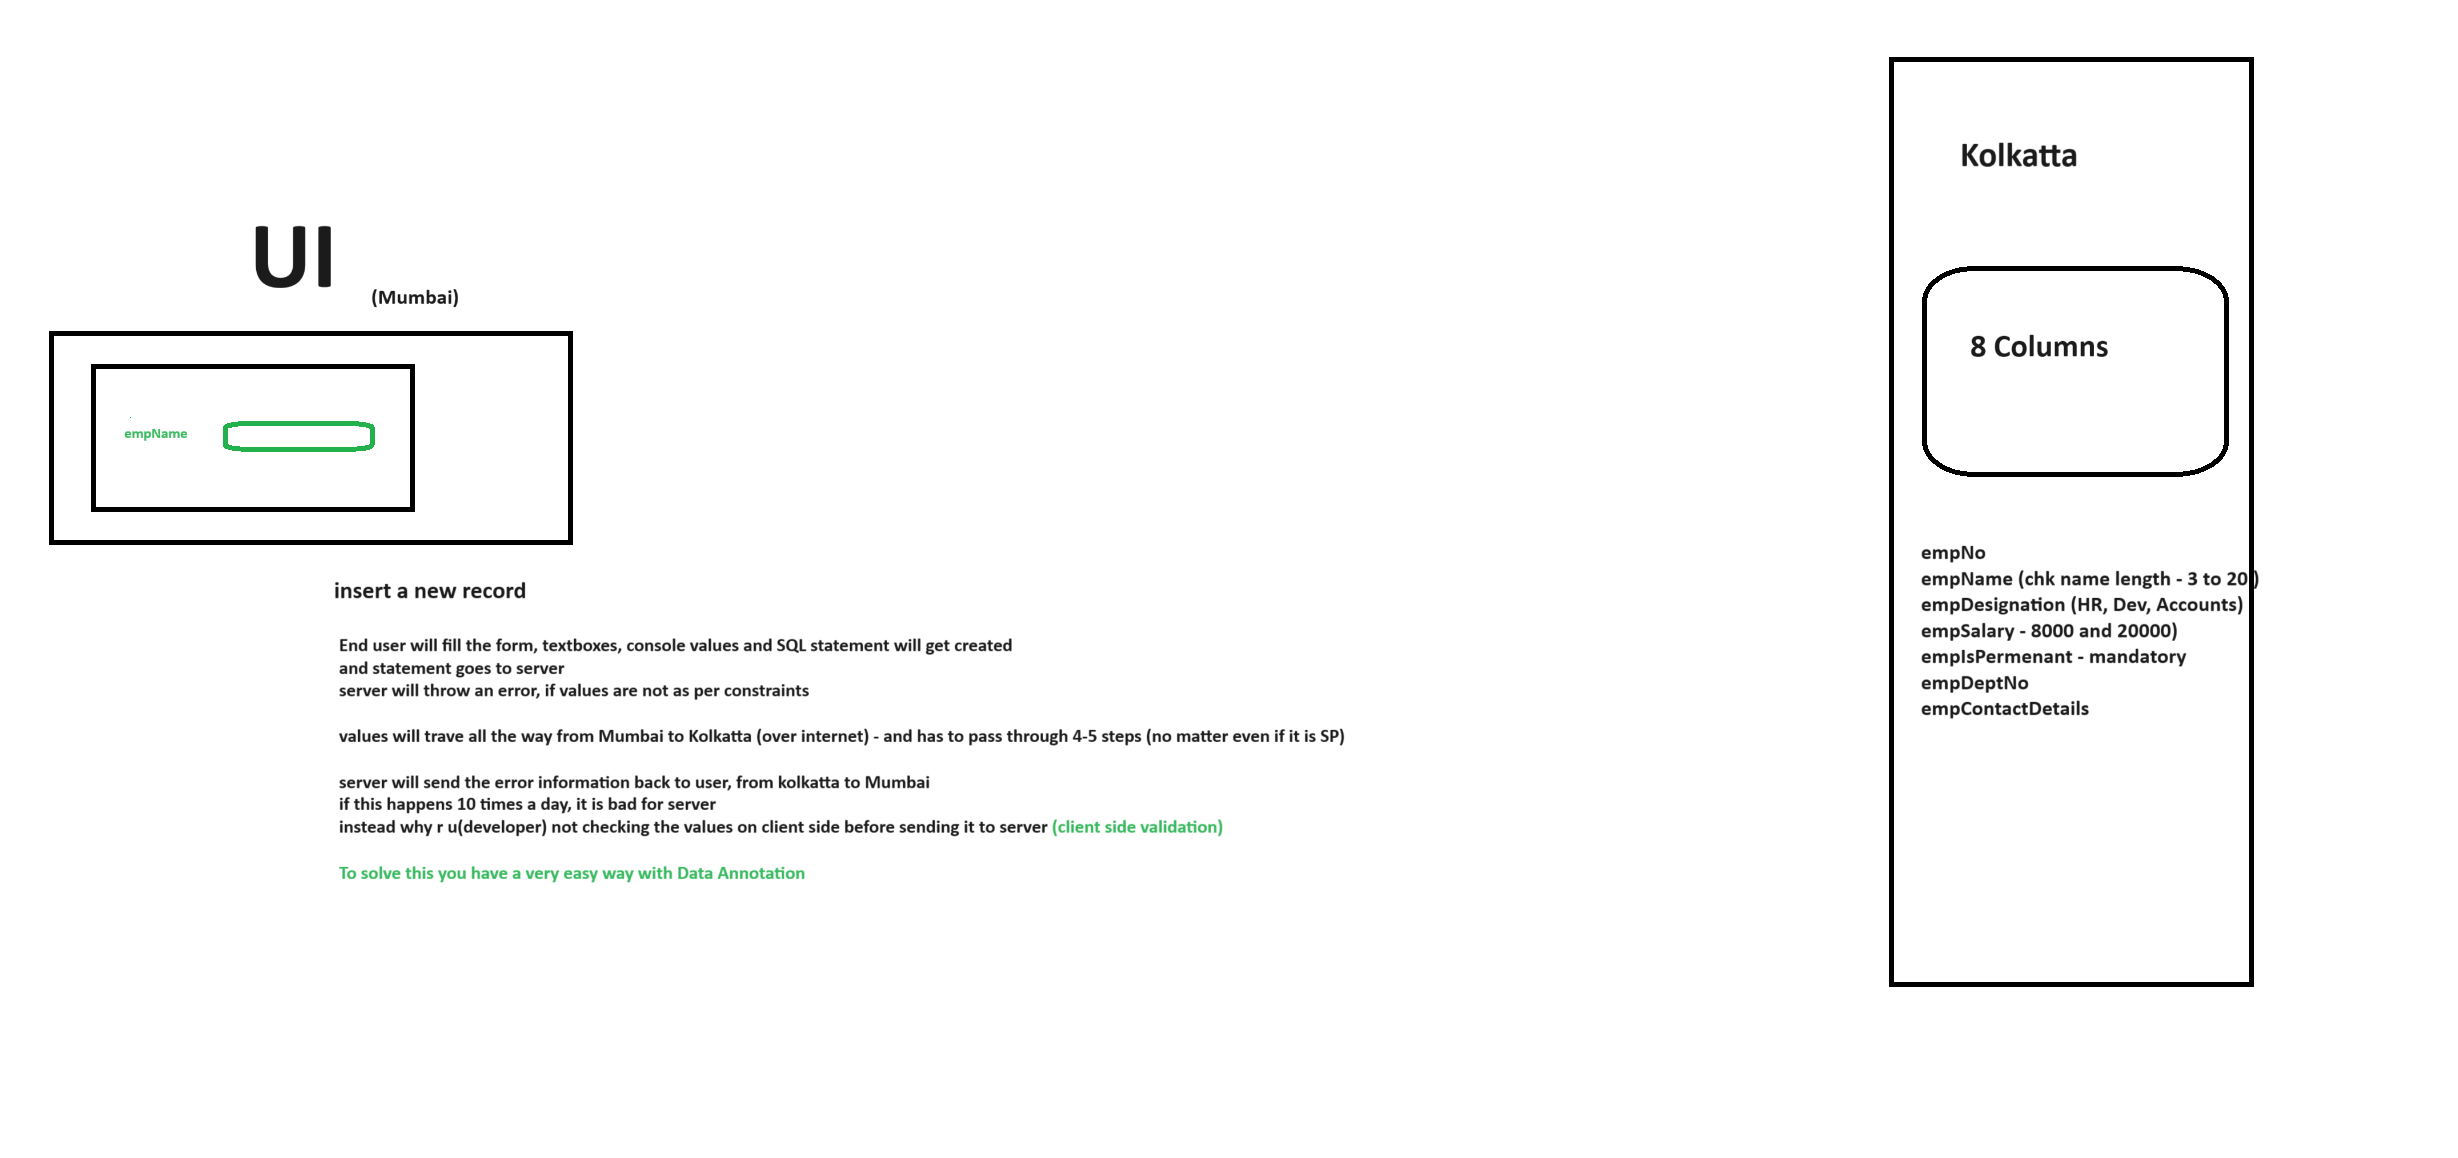 UI
(Mumbai)
empName
insert a new record
End user will fill the form, textboxes, console values and SQL statement will get created
and statement goes to server
server will throw an error, if values are not as per constraints
values will trave all the way from Mumbai to Kolkatta (over internet) - and has to pass through 4-5 steps (no matter even if it is SP)
server will send the error information back to user, from kolkatta to Mumbai
if this happens 10 times a day, it is bad for server
instead why r u(developer) not checking the values on client side before sending it to server (client side validation)
To solve this you have a very easy way with Data Annotation
Kolkatta
8 Columns
empNo
empName (chk name length - 3 to 20 )
empDesignation (HR, Dev, Accounts)
empSalary - 8000 and 20000)
empIsPermenant - mandatory
empDeptNo
empContactDetails